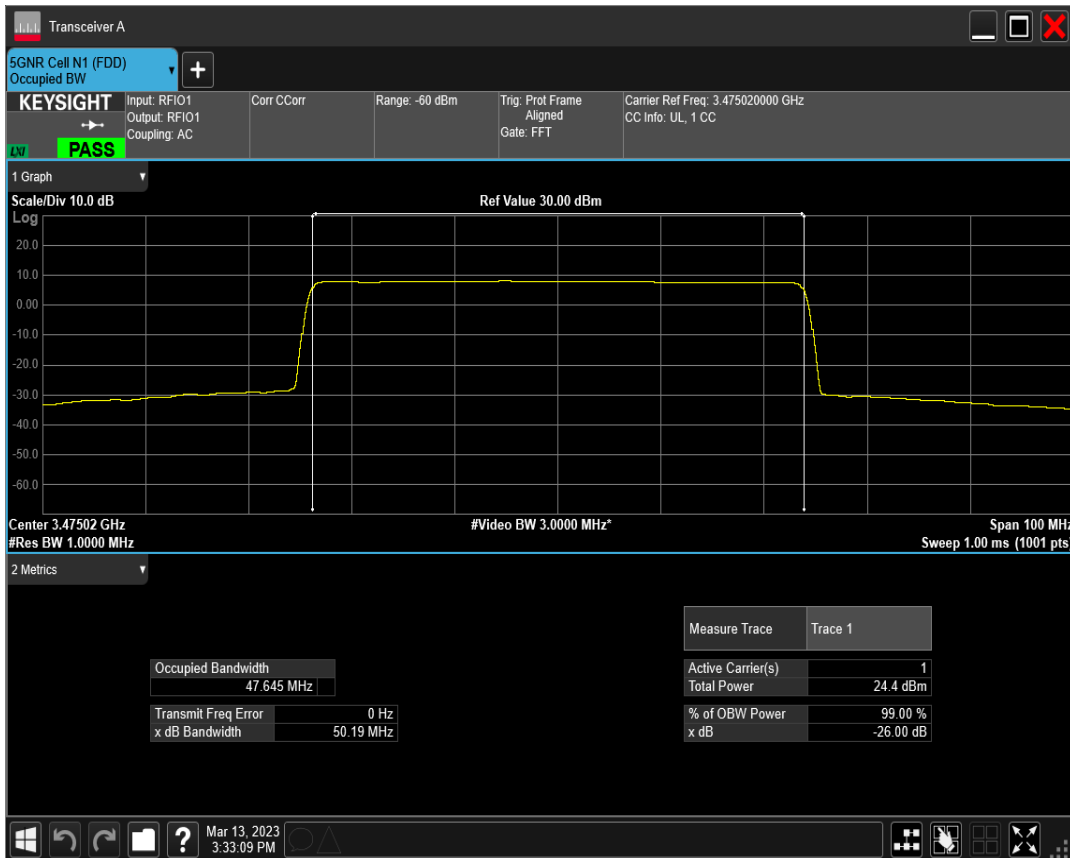 Transceiver A
5GNR Cell N1 (FDD)
Occupied BW
+
KEYSIGHT
LXI
PASS
Input: RFIO1
Output: RFIO1
Coupling: AC
Corr CCorr
Range: -60 dBm
Trig: Prot Frame
Aligned
Gate: FFT
Carrier Ref Freq: 3.475020000 GHz
CC Info: UL, 1 CC
1 Graph
Scale/Div 10.0 dB
Ref Value 30.00 dBm
Log
20.0
10.0
0.00
-10.0
-20.0
-30.0
-40.0
-50.0
-60.0
Center 3.47502 GHz
#Video BW 3.0000 MHz*
Span 100 MHz
#Res BW 1.0000 MHz
Sweep 1.00 ms (1001 pts)
2 Metrics
Measure Trace Trace 1
Occupied Bandwidth
47.645 MHz
Active Carrier(s) 1
Total Power 24.4 dBm
Transmit Freq Error 0 Hz
x dB Bandwidth 50.19 MHz
% of OBW Power 99.00 %
x dB -26.00 dB
?
Mar 13, 2023
3:33:09 PM